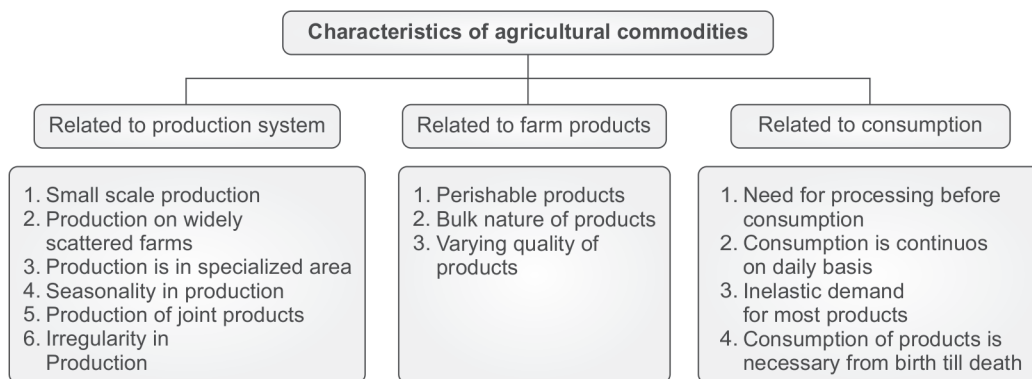 Characteristics of agricultural commodities
Related to production system
1. Small scale production
2. Production on widely
scattered farms
3. Production is in specialized area
4. Seasonality in production
5. Production of joint products
6. Irregularity in
Production
Related to farm products
1. Perishable products
2. Bulk nature of products
3. Varying quality of
products
Related to consumption
1. Need for processing before
consumption
2. Consumption is continuos
on daily basis
3. Inelastic demand
for most products
4. Consumption of products is
necessary from birth till death